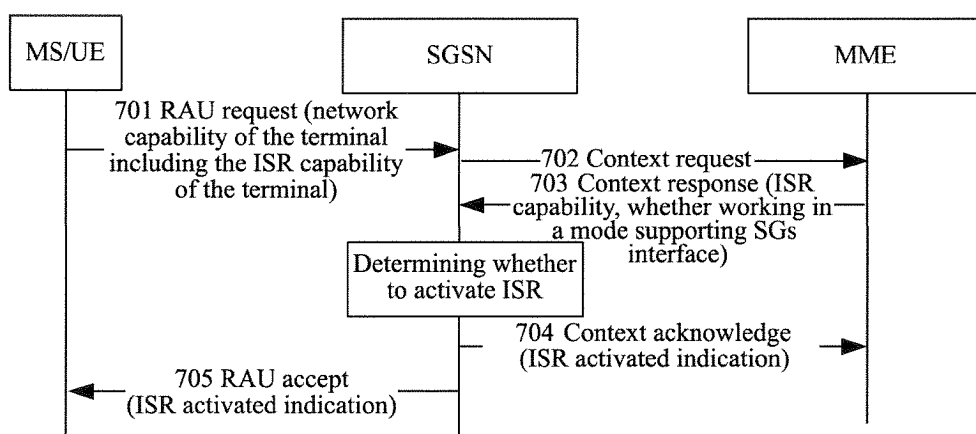 MS/UE
SGSN
MME
701 RAU request (network
capability of the terminal
including the ISR capability
of the terminal)
702 Context request
703 Context response (ISR
capability, whether working in
a mode supporting SGs
interface)
Determining whether
to activate ISR
704 Context acknowledge
(ISR activated indication)
705 RAU accept
(ISR activated indication)